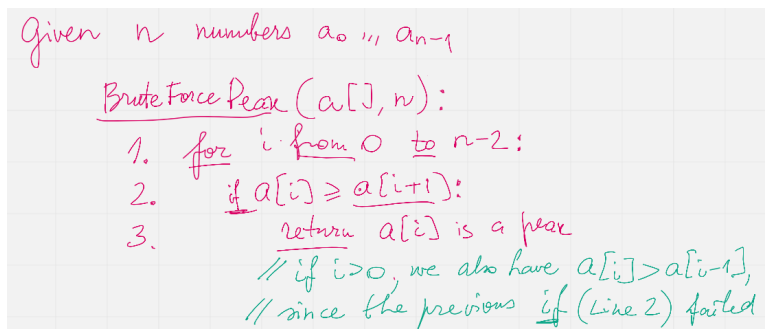 Given n numbers a₀ ,,, aₙ₋₁
BruteForcePeak (a[], n):
1. for i from 0 to n-2:
2. if a[i] ⩾ a[i+1]:
3. return a[i] is a peak
// if i>0, we also have a[i]>a[i-1],
// since the previous if (Line 2) failed